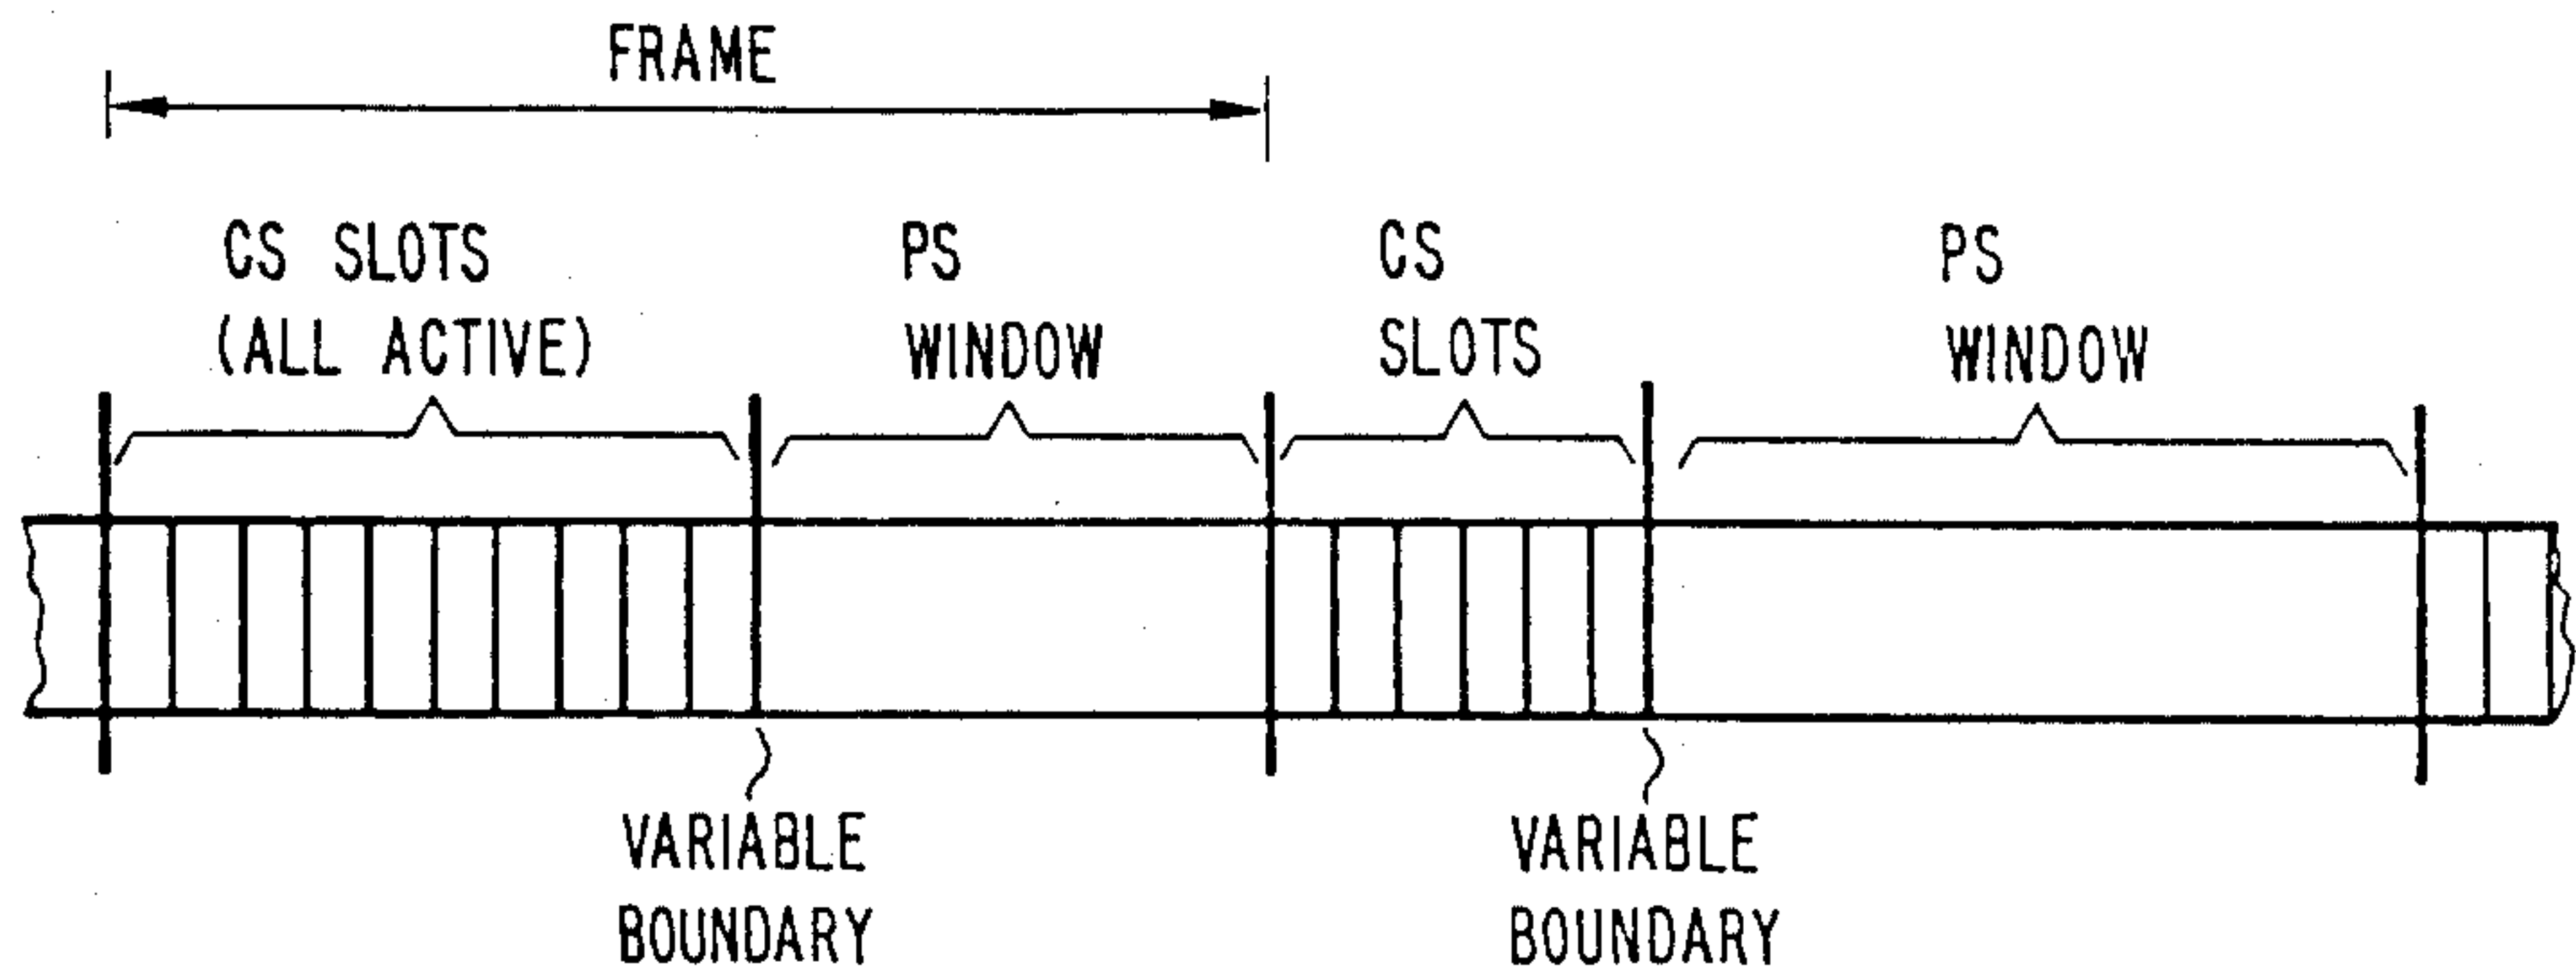 FRAME
CS SLOTS
(ALL ACTIVE)
PS
WINDOW
CS
SLOTS
PS
WINDOW
VARIABLE
BOUNDARY
VARIABLE
BOUNDARY